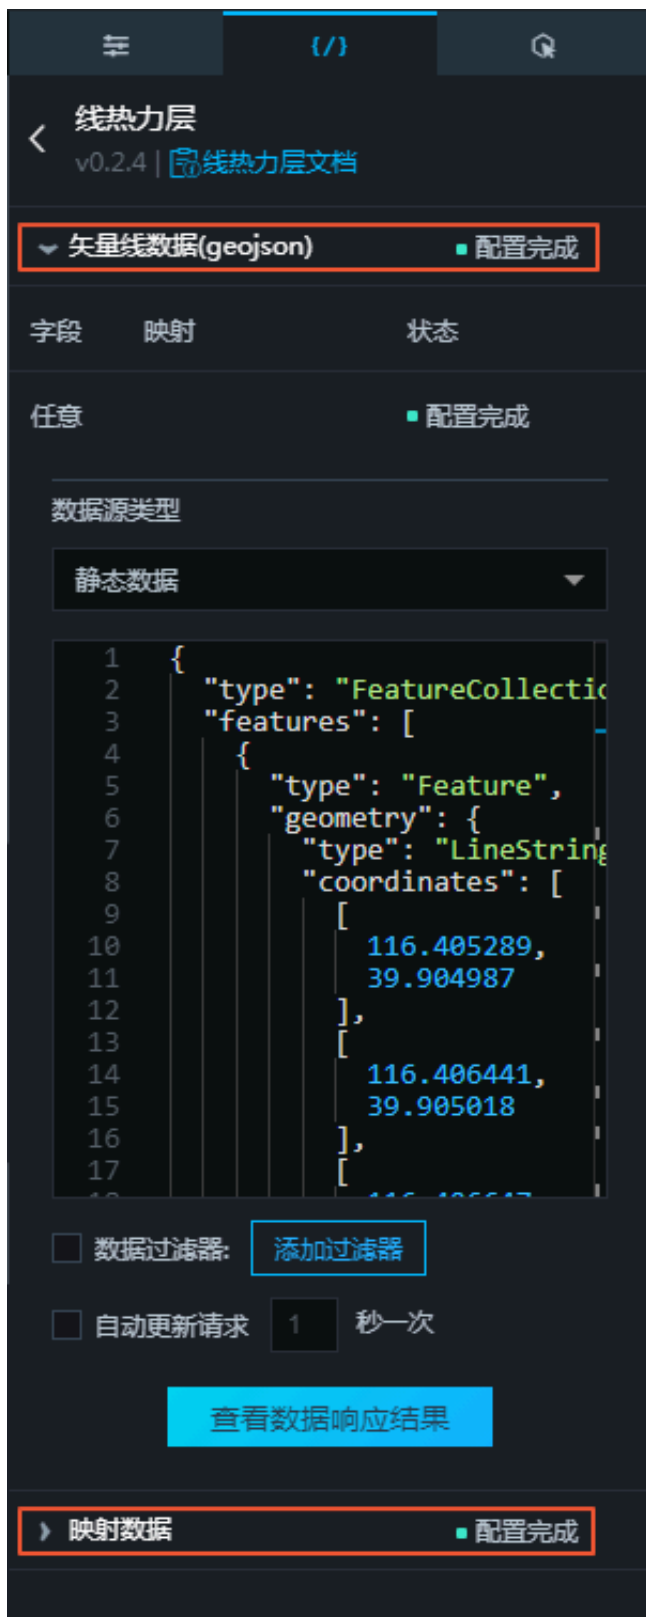 {/}
线热力层
v0.2.4 | 线热力层文档
矢量线数据(geojson) 配置完成
字段 映射 状态
任意 配置完成
数据源类型
静态数据
1 {
2 "type": "FeatureCollectio
3 "features": [
4 {
5 "type": "Feature",
6 "geometry": {
7 "type": "LineString
8 "coordinates": [
9 [
10 116.405289,
11 39.904987
12 ],
13 [
14 116.406441,
15 39.905018
16 ],
17 [
数据过滤器: 添加过滤器
自动更新请求 1 秒一次
查看数据响应结果
映射数据 配置完成